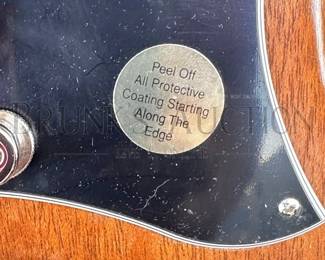 Peel Off
All Protective
Coating Starting
Along The
Edge